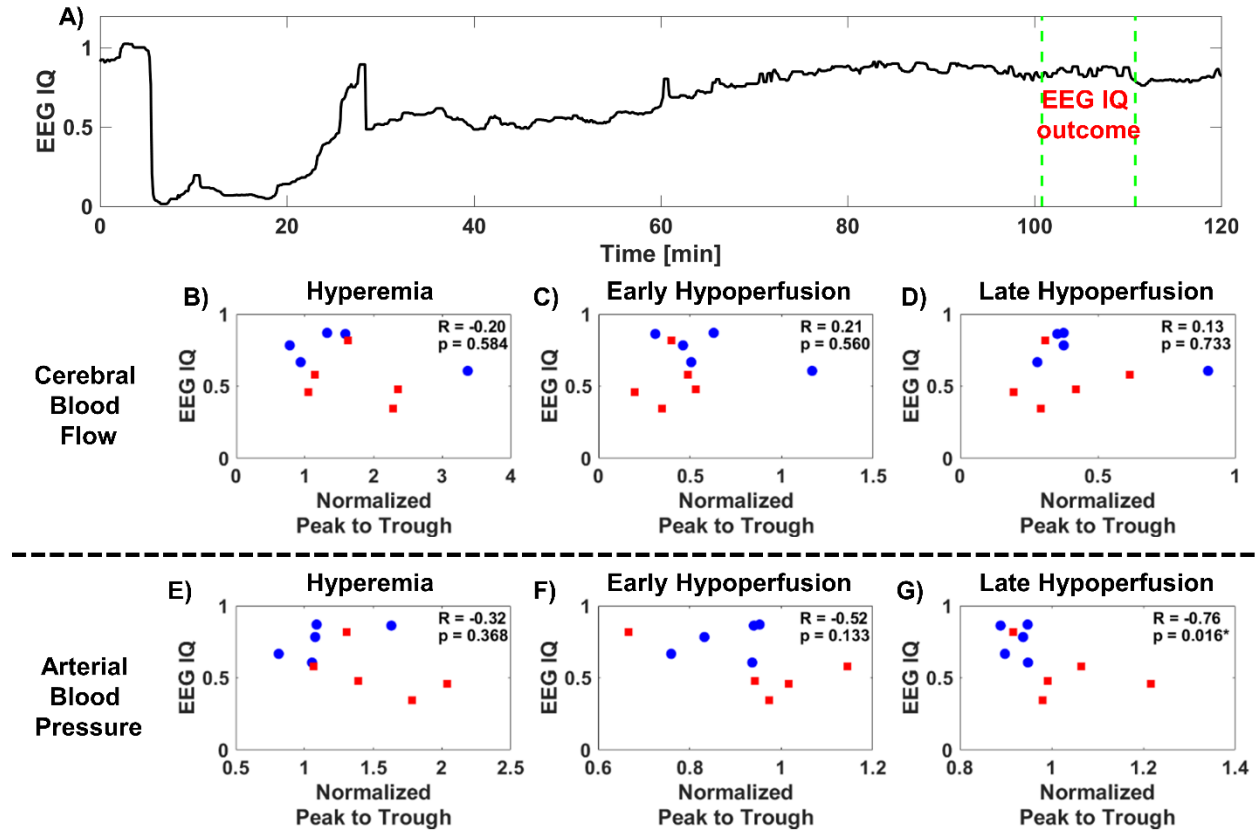 A)
EEG IQ
1
0.5
0
0 20 40 60 80 100 120
Time [min]
EEG IQ
outcome
Cerebral
Blood
Flow
B)
Hyperemia
EEG IQ
1
0.5
0
R = -0.20
p = 0.584
0 1 2 3 4
Normalized
Peak to Trough
C)
Early Hypoperfusion
EEG IQ
1
0.5
0
R = 0.21
p = 0.560
0 0.5 1 1.5
Normalized
Peak to Trough
D)
Late Hypoperfusion
EEG IQ
1
0.5
0
R = 0.13
p = 0.733
0 0.5 1
Normalized
Peak to Trough
Arterial
Blood
Pressure
E)
Hyperemia
EEG IQ
1
0.5
0
R = -0.32
p = 0.368
0.5 1 1.5 2 2.5
Normalized
Peak to Trough
F)
Early Hypoperfusion
EEG IQ
1
0.5
0
R = -0.52
p = 0.133
0.6 0.8 1 1.2
Normalized
Peak to Trough
G)
Late Hypoperfusion
EEG IQ
1
0.5
0
R = -0.76
p = 0.016*
0.8 1 1.2 1.4
Normalized
Peak to Trough